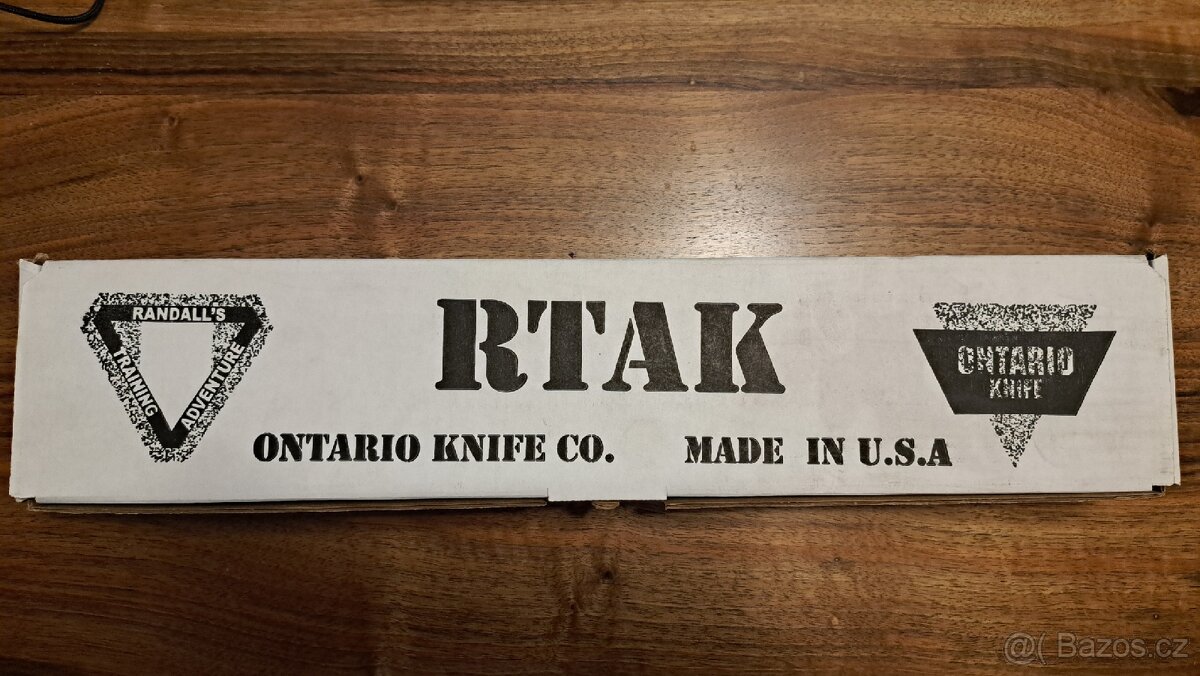 RANDALL'S
TRAINING
ADVENTURE
RTAK
ONTARIO
KNIFE
ONTARIO KNIFE CO. MADE IN U.S.A
@( Bazos.cz